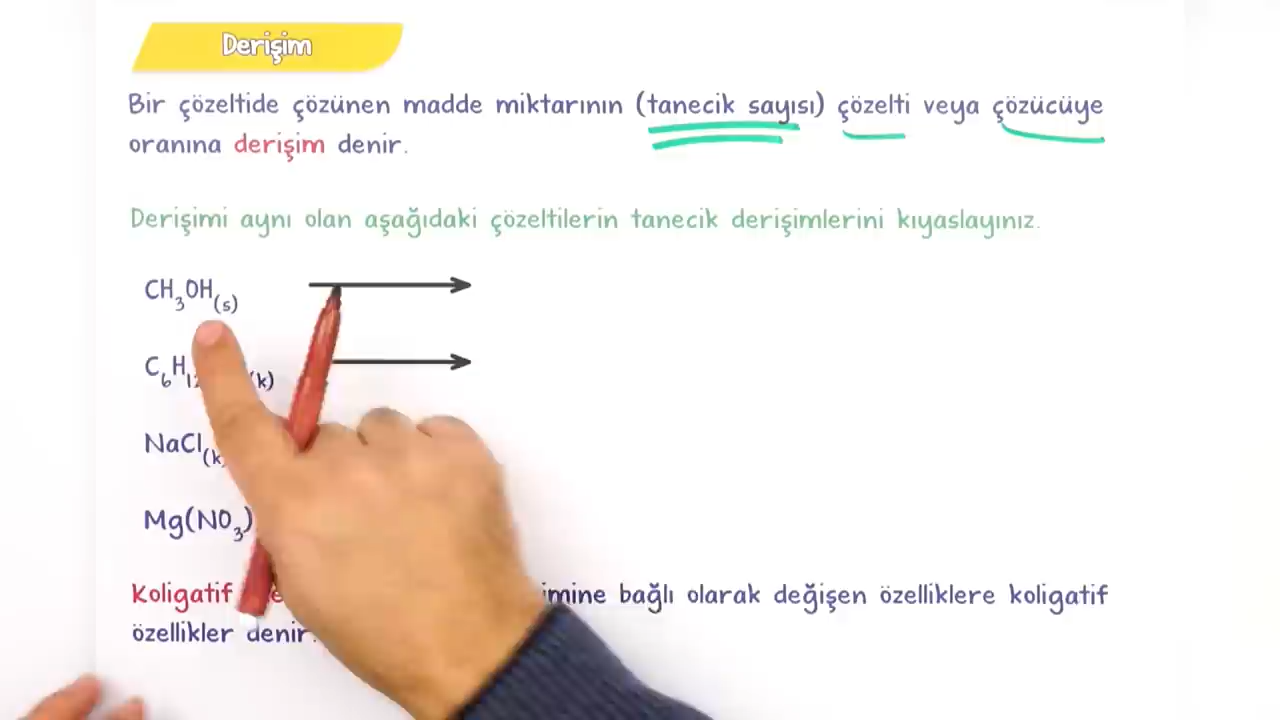 Derişim
Bir çözeltide çözünen madde miktarının (tanecik sayısı) çözelti veya çözücüye
oranına derişim denir.
Derişimi aynı olan aşağıdaki çözeltilerin tanecik derişimlerini kıyaslayınız.
CH₃OH(s)
C₆H₁ (k)
NaCl(k
Mg(NO₃)
Koligatif bağlı olarak değişen özelliklere koligatif
özellikler denir.